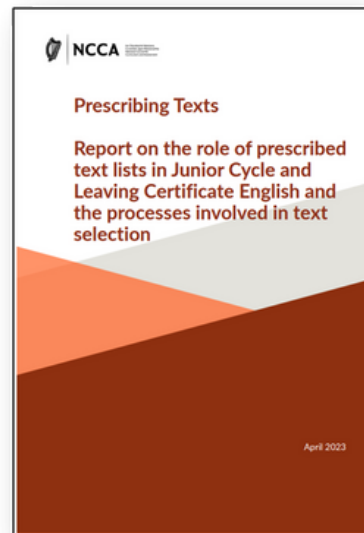 NCCA
Prescribing Texts
Report on the role of prescribed
text lists in Junior Cycle and
Leaving Certificate English and
the processes involved in text
selection
April 2023